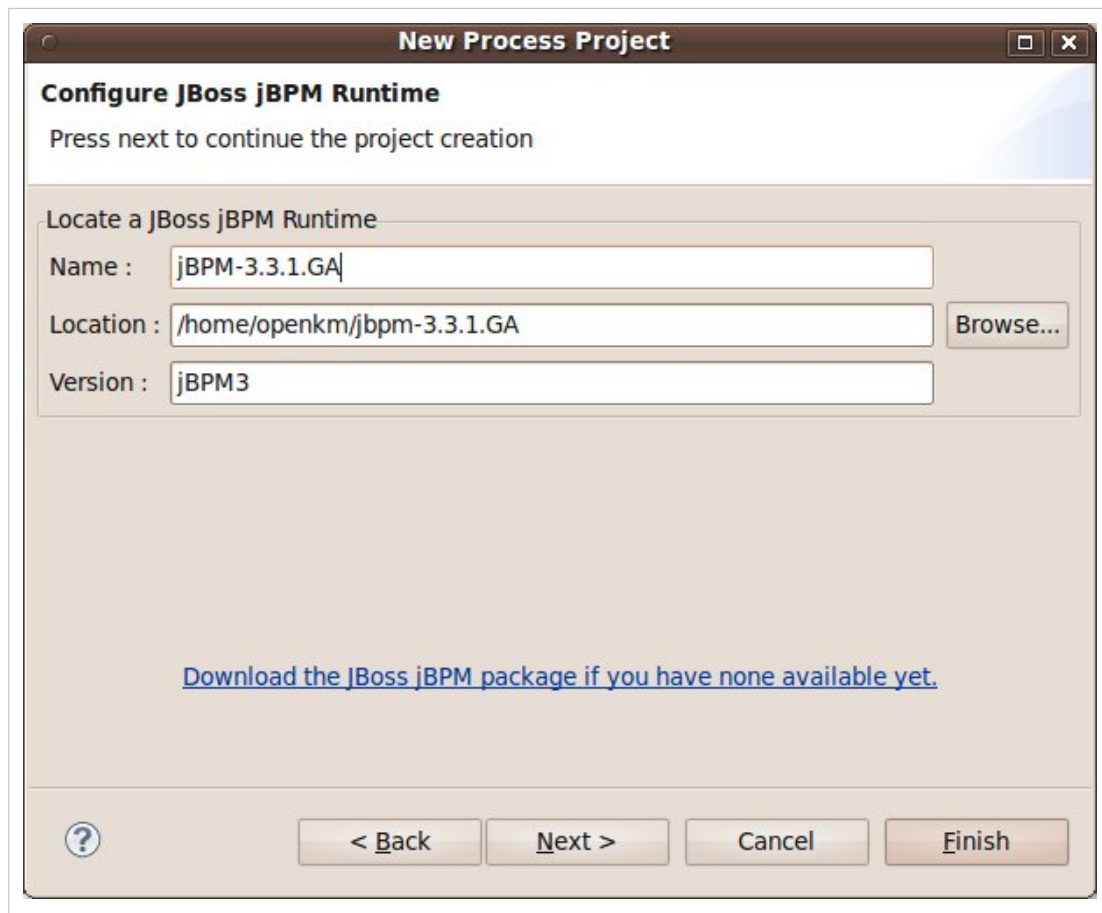 New Process Project
Configure JBoss jBPM Runtime
Press next to continue the project creation
Locate a JBoss jBPM Runtime
Name : jBPM-3.3.1.GA
Location : /home/openkm/jbpm-3.3.1.GA Browse...
Version : jBPM3
Download the JBoss jBPM package if you have none available yet.
? < Back Next > Cancel Finish